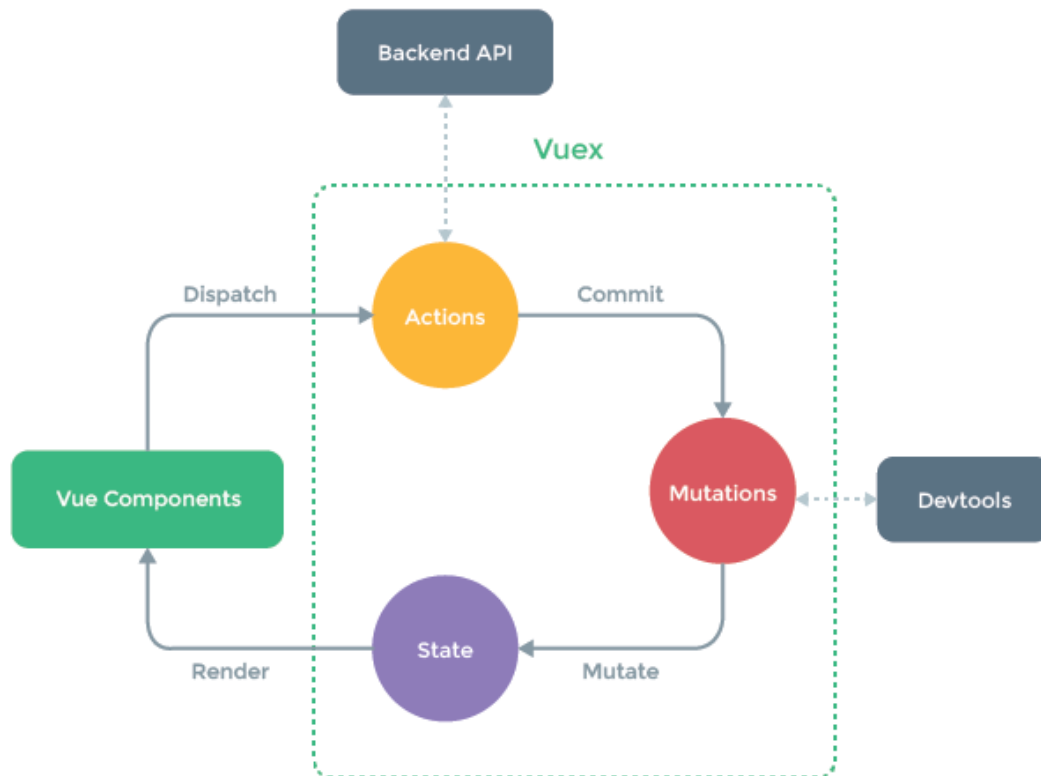 Backend API
Vuex
Dispatch
Commit
Actions
Vue Components
Mutations
Devtools
State
Render
Mutate